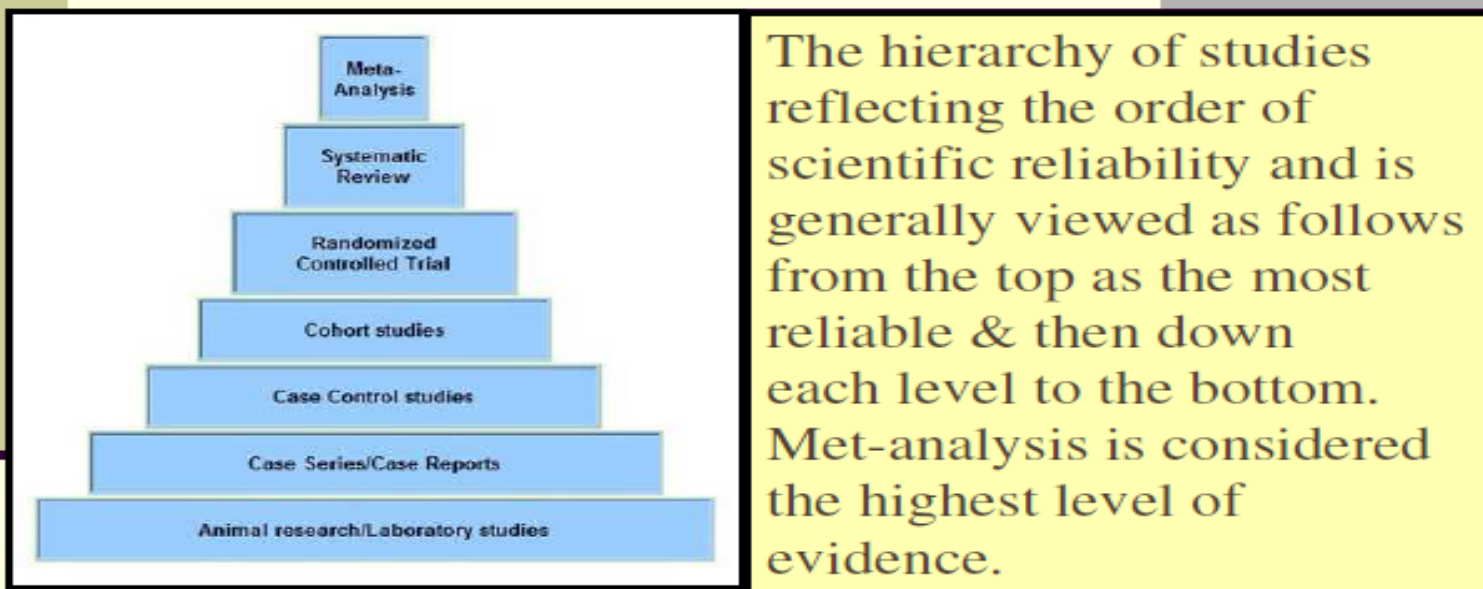 Meta-
Analysis
Systematic
Review
Randomized
Controlled Trial
Cohort studies
Case Control studies
Case Series/Case Reports
Animal research/Laboratory studies
The hierarchy of studies
reflecting the order of
scientific reliability and is
generally viewed as follows
from the top as the most
reliable & then down
each level to the bottom.
Met-analysis is considered
the highest level of
evidence.